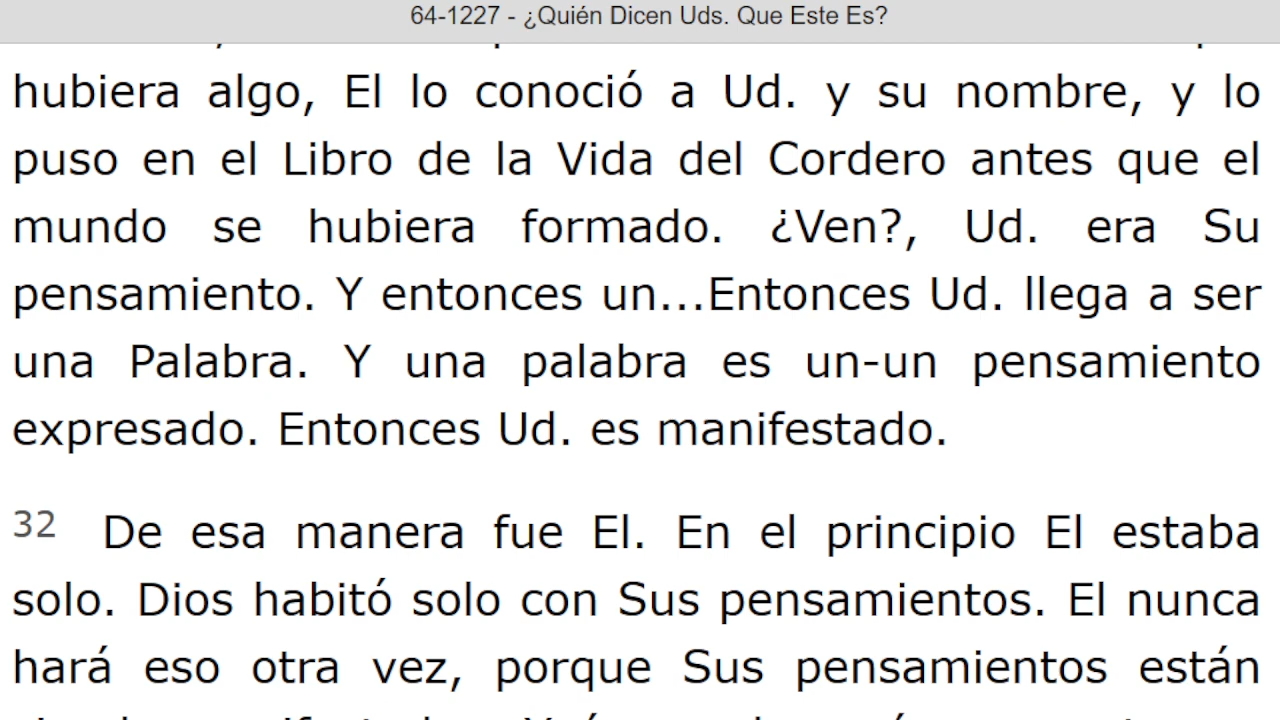 64-1227 - ¿Quién Dicen Uds. Que Este Es?
hubiera algo, El lo conoció a Ud. y su nombre, y lo
puso en el Libro de la Vida del Cordero antes que el
mundo se hubiera formado. ¿Ven?, Ud. era Su
pensamiento. Y entonces un...Entonces Ud. llega a ser
una Palabra. Y una palabra es un-un pensamiento
expresado. Entonces Ud. es manifestado.
32 De esa manera fue El. En el principio El estaba
solo. Dios habitó solo con Sus pensamientos. El nunca
hará eso otra vez, porque Sus pensamientos están